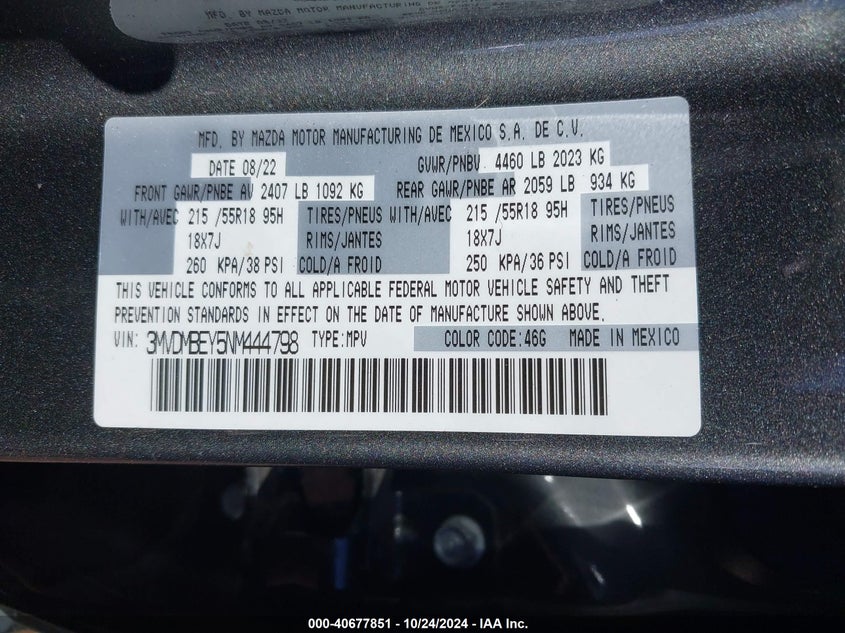 BY MAZDA MOTOR MANUFACTURING DE
MFD. BY MAZDA MOTOR MANUFACTURING DE MEXICO S.A. DE C.V.
DATE 08/22 GVWR/PNBV 4460 LB 2023 KG
FRONT GAWR/PNBE AV 2407 LB 1092 KG REAR GAWR/PNBE AR 2059 LB 934 KG
WITH/AVEC 215 /55R18 95H TIRES/PNEUS WITH/AVEC 215 /55R18 95H TIRES/PNEUS
18X7J RIMS/JANTES 18X7J RIMS/JANTES
260 KPA/38 PSI COLD/A FROID 250 KPA/36 PSI COLD/A FROID
THIS VEHICLE CONFORMS TO ALL APPLICABLE FEDERAL MOTOR VEHICLE SAFETY AND THEFT
PREVENTION STANDARDS IN EFFECT ON THE DATE OF MANUFACTURE SHOWN ABOVE.
VIN: 3MVDMBEY5NM444798 TYPE:MPV COLOR CODE:46G MADE IN MEXICO
000-40677851 - 10/24/2024 - IAA Inc.